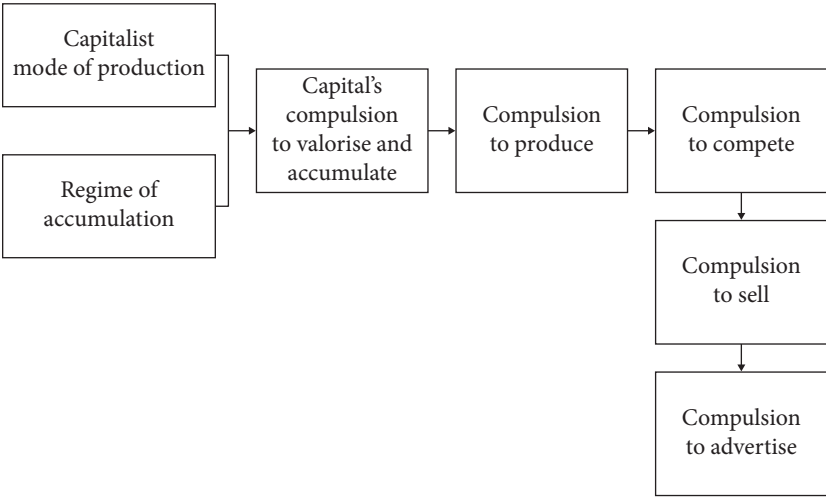 Capitalist
mode of production
Regime of
accumulation
Capital’s
compulsion
to valorise and
accumulate
Compulsion
to produce
Compulsion
to compete
Compulsion
to sell
Compulsion
to advertise